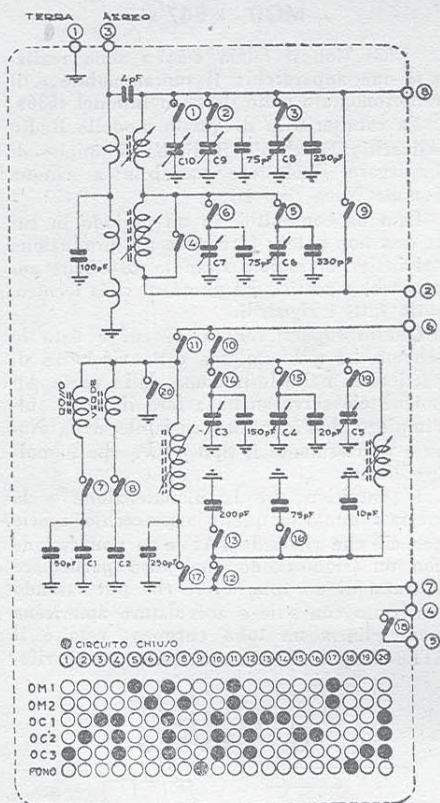 TERRA AEREO
1 3
4PF
8
1 2 3
C10 C9 75PF C8 250PF
6 5 9
4
100PF
C7 75PF C6 330PF
2
6
11 10
20 14 15 19
C3 150PF C4 20PF C5
7 8
200PF 75PF 10PF
50PF C1 C2 250PF
13 16
17 12
7
4
18
5
CIRCUITO CHIUSO
1 2 3 4 5 6 7 8 9 10 11 12 13 14 15 16 17 18 19 20
OM1
OM2
OC1
OC2
OC3
FONO